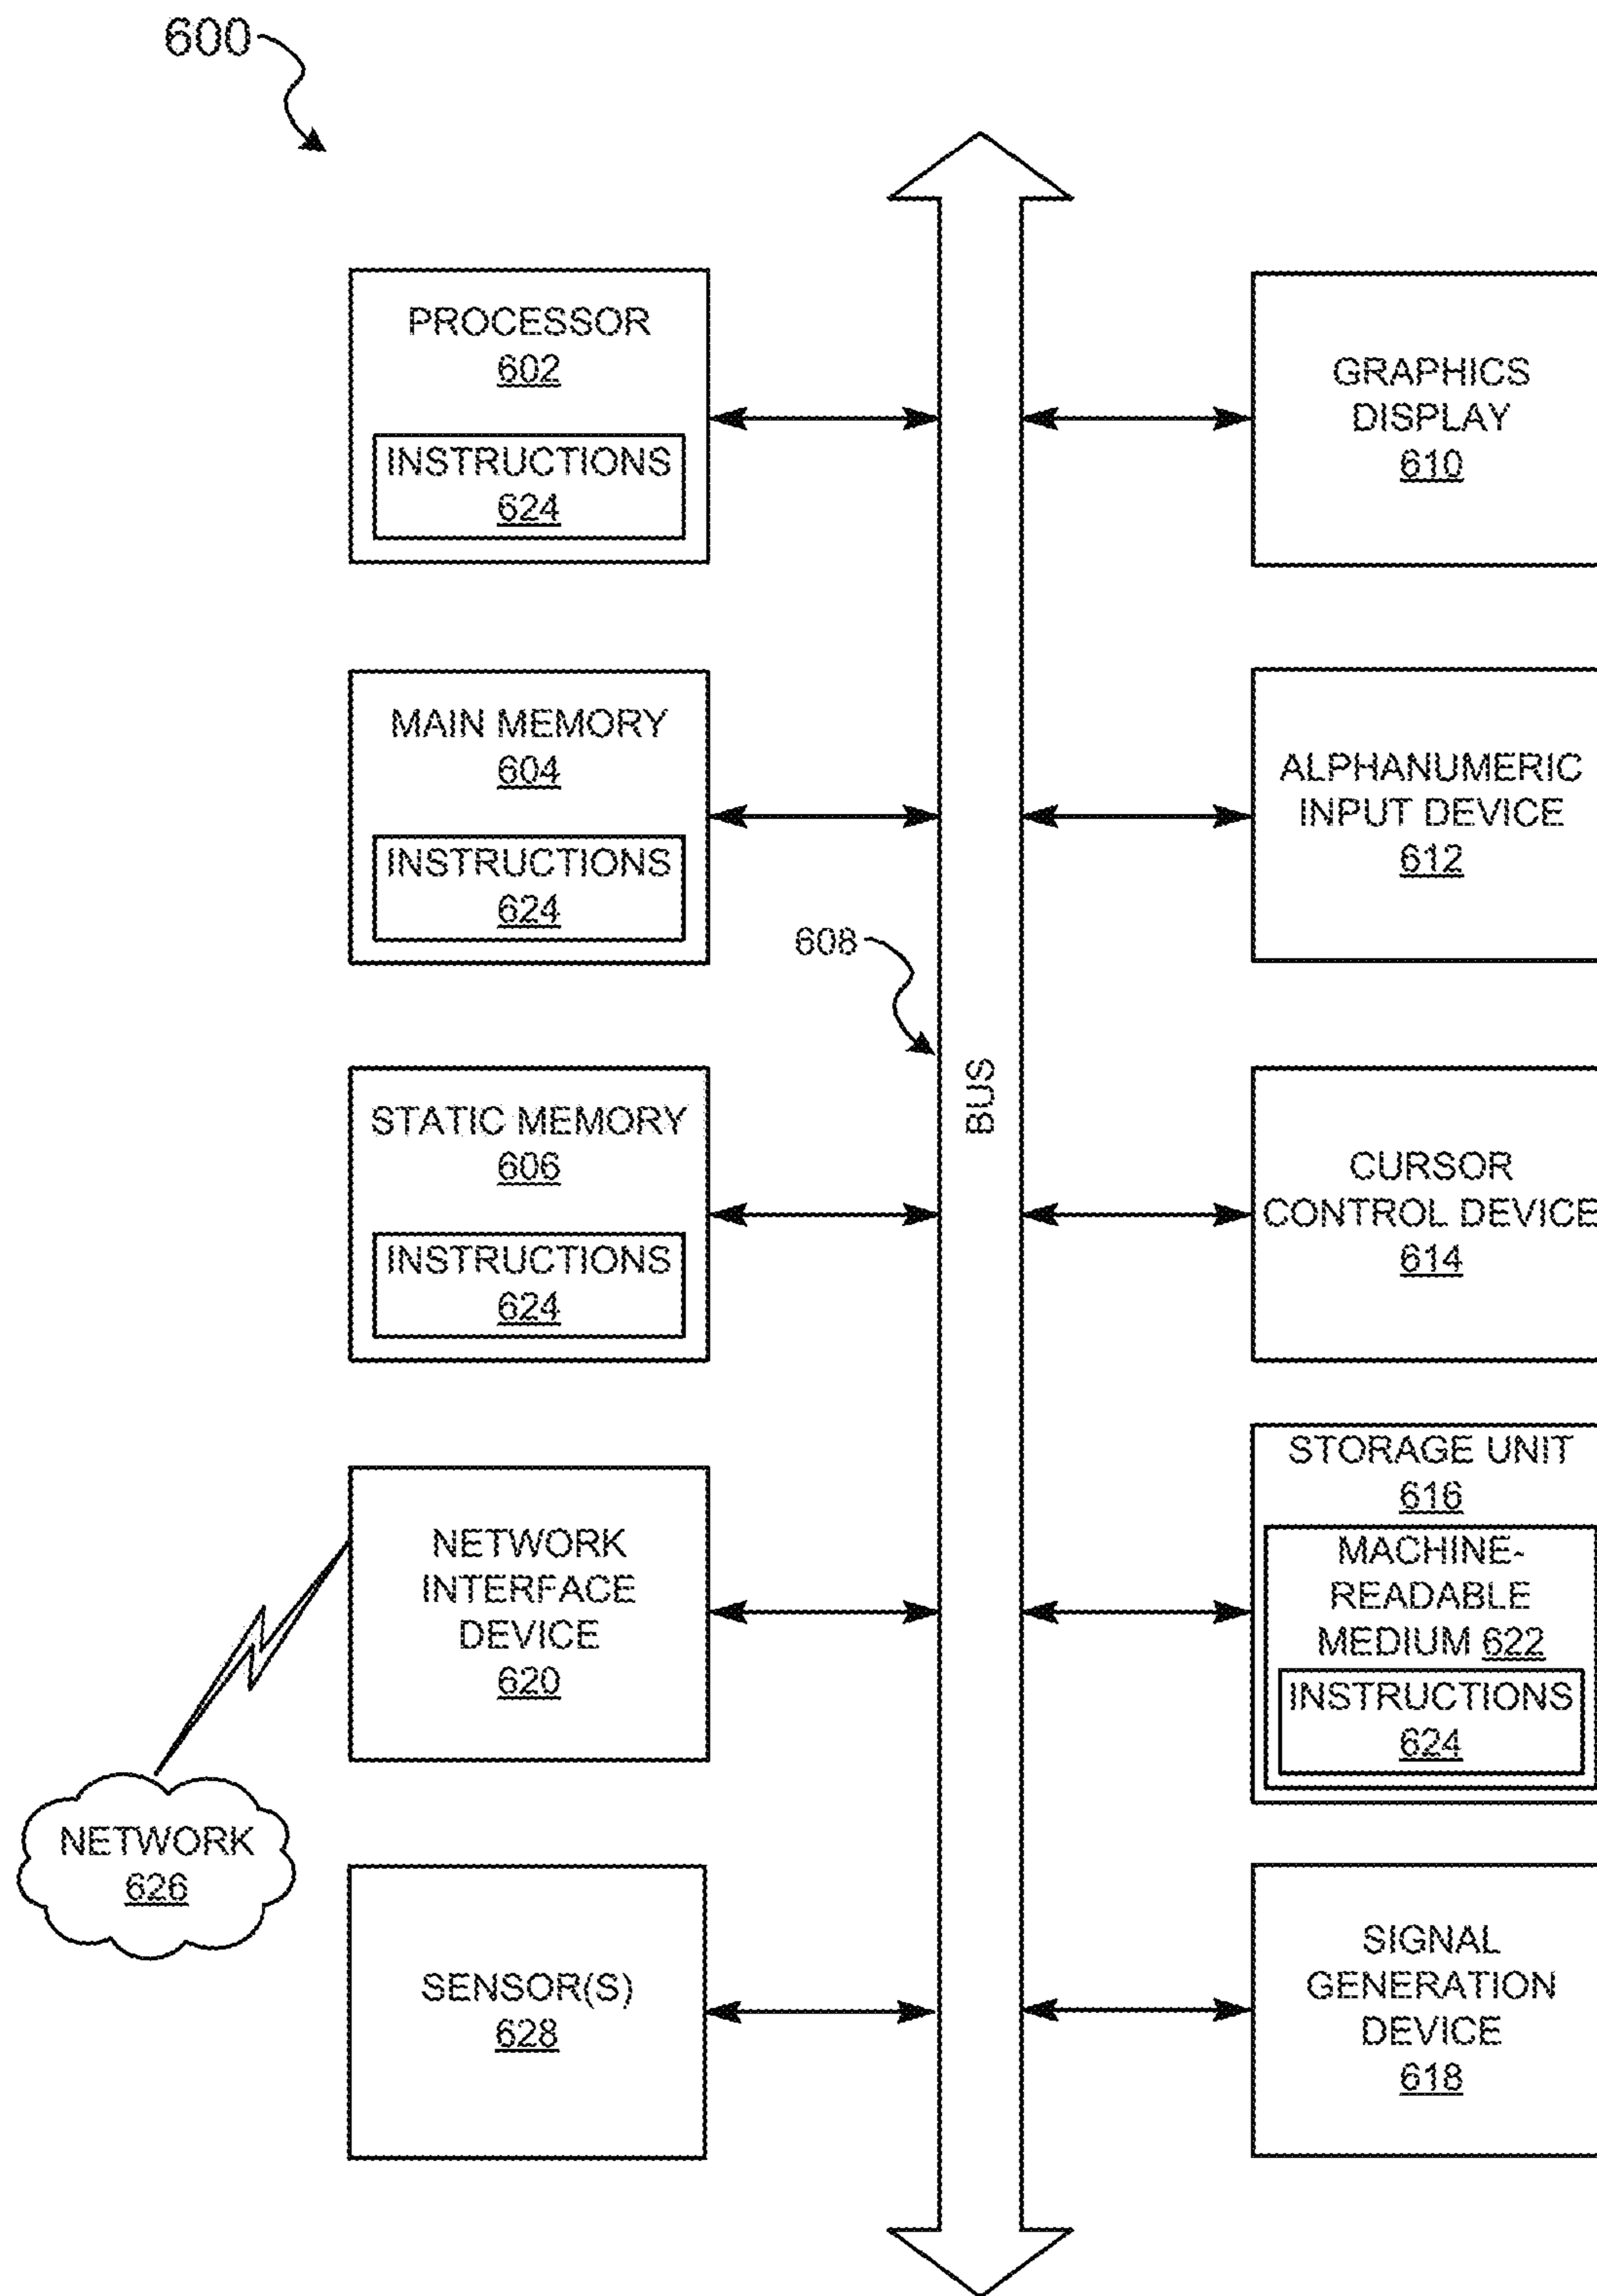 600
PROCESSOR
602
INSTRUCTIONS
624
GRAPHICS
DISPLAY
610
MAIN MEMORY
604
INSTRUCTIONS
624
ALPHANUMERIC
INPUT DEVICE
612
608
BUS
STATIC MEMORY
606
INSTRUCTIONS
624
CURSOR
CONTROL DEVICE
614
NETWORK
INTERFACE
DEVICE
620
STORAGE UNIT
616
MACHINE-
READABLE
MEDIUM 622
INSTRUCTIONS
624
NETWORK
626
SENSOR(S)
628
SIGNAL
GENERATION
DEVICE
618